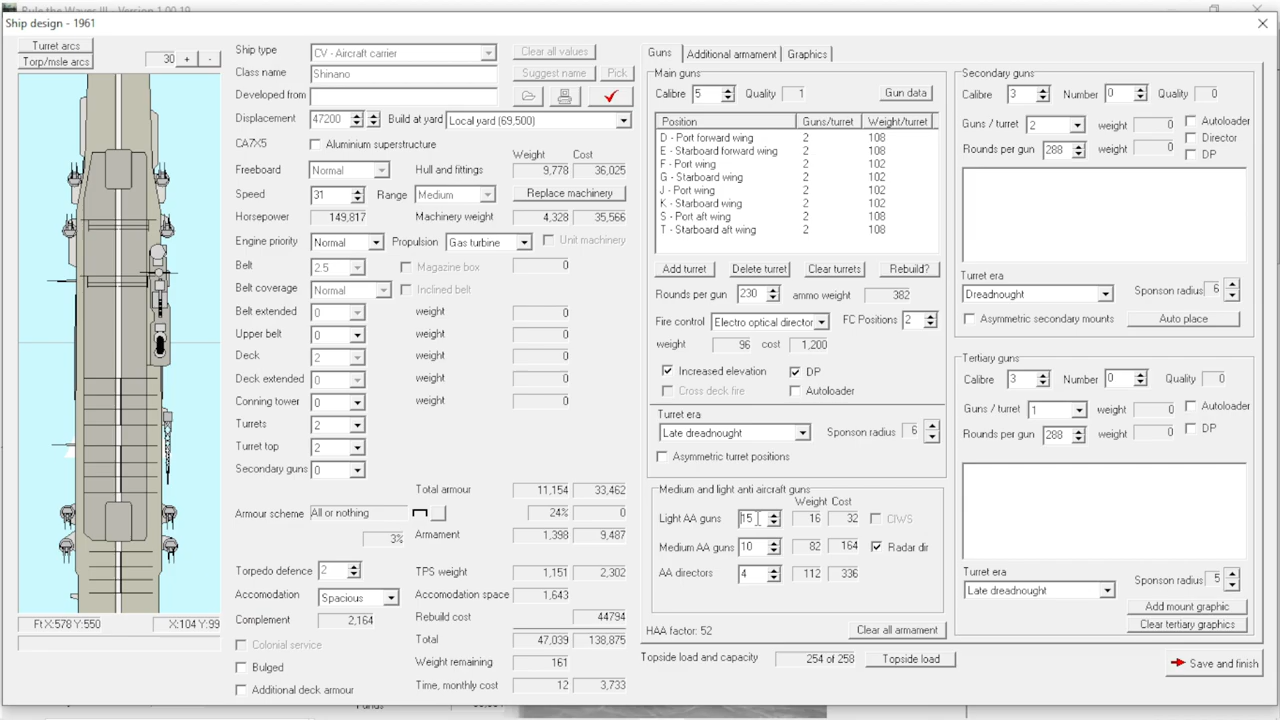 Rule the Waves III - Version 1.00.19
Ship design - 1961
Turret arcs
Torp/msle arcs
30 + -
Ft X:578 Y:550 X:104 Y:99
Ship type CV - Aircraft carrier Clear all values
Class name Shinano Suggest name Pick
Developed from
Displacement 47200 Build at yard Local yard (69,500)
CA7X5 Aluminium superstructure
Weight Cost
Freeboard Normal Hull and fittings 9,778 36,025
Speed 31 Range Medium Replace machinery
Horsepower 149,817 Machinery weight 4,328 35,566
Engine priority Normal Propulsion Gas turbine Unit machinery
Belt 2.5 Magazine box 0
Belt coverage Normal Inclined belt
Belt extended 0 weight 0
Upper belt 0 weight 0
Deck 2 weight 0
Deck extended 0 weight 0
Conning tower 0 weight 0
Turrets 2
Turret top 2
Secondary guns 0
Total armour 11,154 33,462
Armour scheme All or nothing 24% 0
3% Armament 1,398 9,487
Torpedo defence 2 TPS weight 1,151 2,302
Accomodation Spacious Accomodation space 1,643
Complement 2,164 Rebuild cost 44794
Colonial service Total 47,039 138,875
Bulged Weight remaining 161
Additional deck armour Time, monthly cost 12 3,733
Guns Additional armament Graphics
Main guns
Calibre 5 Quality 1 Gun data
Position Guns/turret Weight/turret
D - Port forward wing 2 108
E - Starboard forward wing 2 108
F - Port wing 2 102
G - Starboard wing 2 102
J - Port wing 2 102
K - Starboard wing 2 102
S - Port aft wing 2 108
T - Starboard aft wing 2 108
Add turret Delete turret Clear turrets Rebuild?
Rounds per gun 230 ammo weight 382
Fire control Electro optical director FC Positions 2
weight 96 cost 1,200
Increased elevation DP
Cross deck fire Autoloader
Turret era
Late dreadnought Sponson radius 6
Asymmetric turret positions
Medium and light anti aircraft guns
Weight Cost
Light AA guns 15 16 32 CIWS
Medium AA guns 10 82 164 Radar dir
AA directors 4 112 336
HAA factor: 52 Clear all armament
Topside load and capacity 254 of 258 Topside load
Secondary guns
Calibre 3 Number 0 Quality 0
Guns / turret 2 weight 0 Autoloader
Director
Rounds per gun 288 weight 0 DP
Turret era
Dreadnought Sponson radius 6
Asymmetric secondary mounts Auto place
Tertiary guns
Calibre 3 Number 0 Quality 0
Guns / turret 1 weight 0 Autoloader
Rounds per gun 288 weight 0 DP
Turret era
Late dreadnought Sponson radius 5
Add mount graphic
Clear tertiary graphics
Save and finish